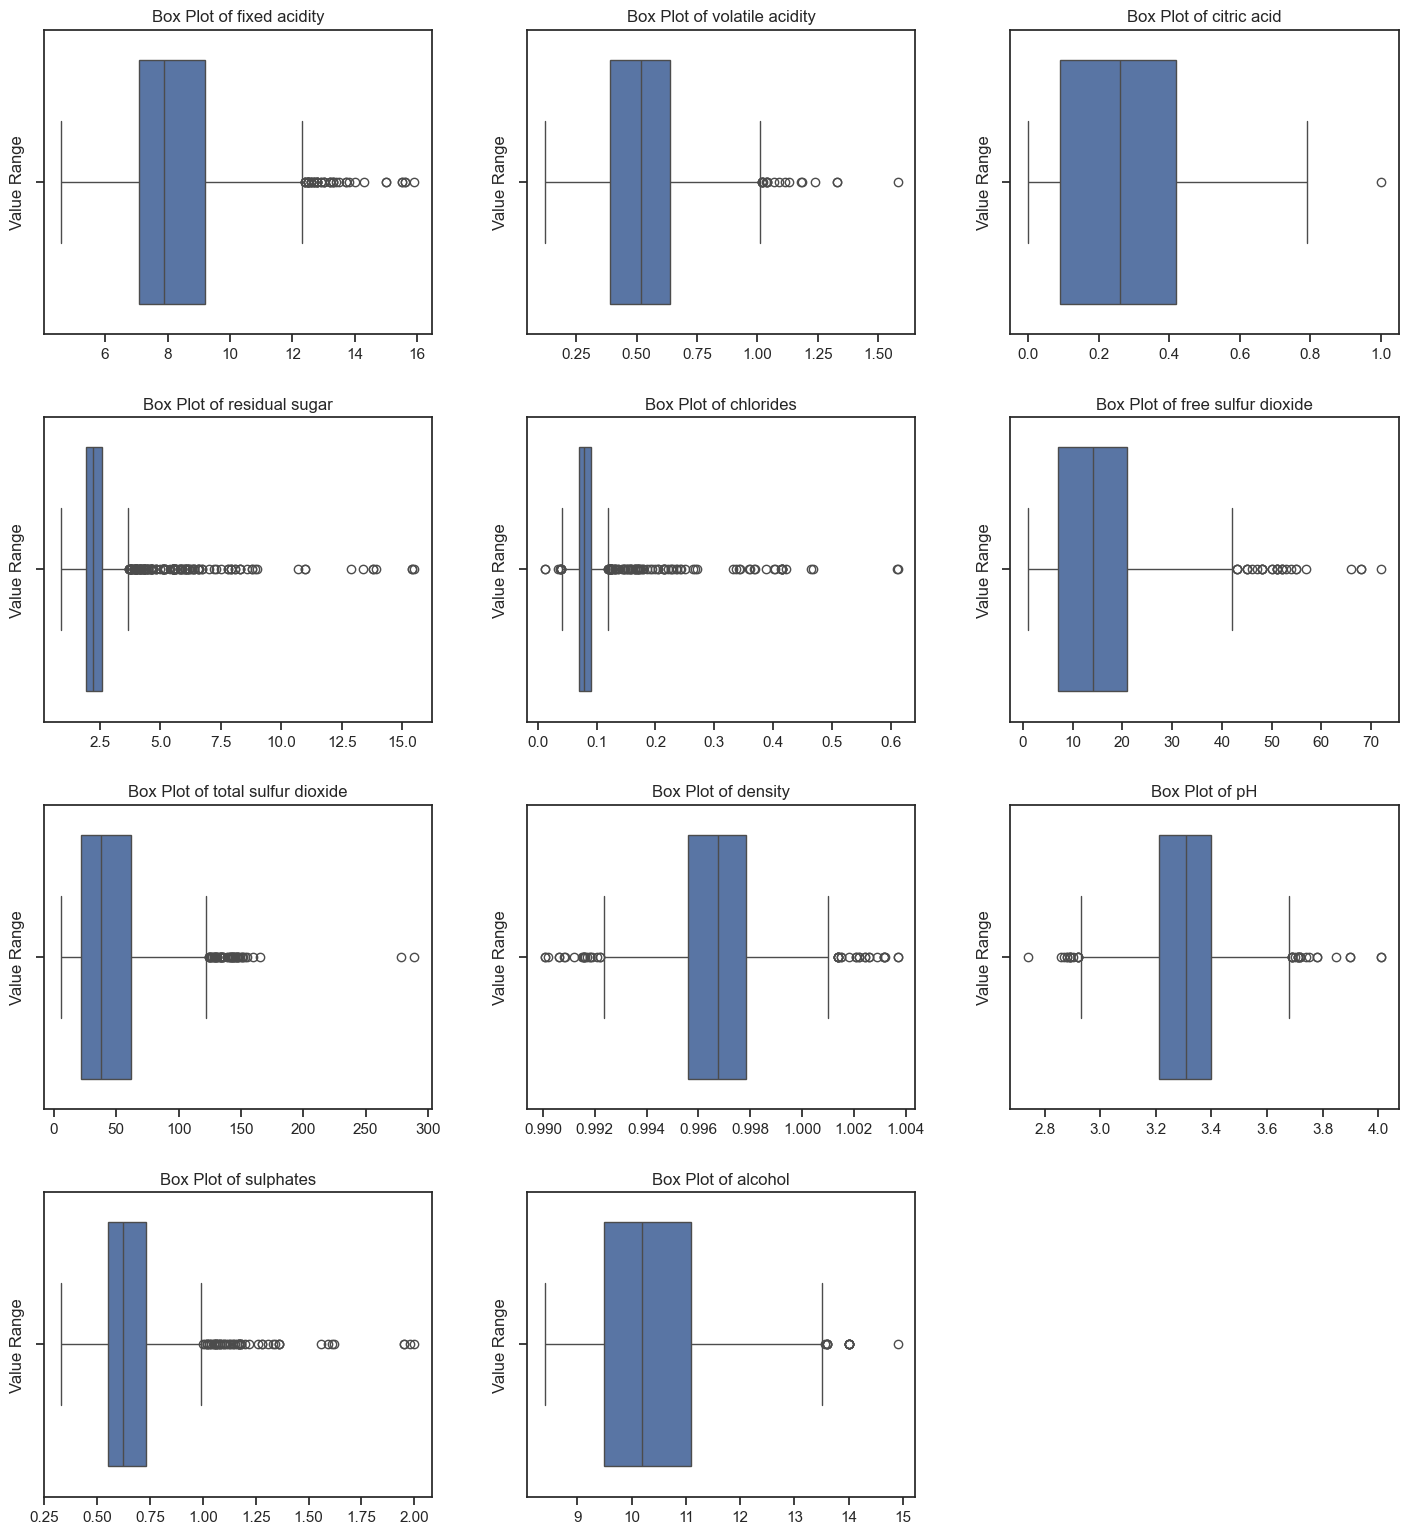 Box Plot of fixed acidity
Box Plot of volatile acidity
Box Plot of citric acid
Value Range
Value Range
Value Range
6 8 10 12 14 16
0.25 0.50 0.75 1.00 1.25 1.50
0.0 0.2 0.4 0.6 0.8 1.0
Box Plot of residual sugar
Box Plot of chlorides
Box Plot of free sulfur dioxide
Value Range
Value Range
Value Range
2.5 5.0 7.5 10.0 12.5 15.0
0.0 0.1 0.2 0.3 0.4 0.5 0.6
0 10 20 30 40 50 60 70
Box Plot of total sulfur dioxide
Box Plot of density
Box Plot of pH
Value Range
Value Range
Value Range
0 50 100 150 200 250 300
0.990 0.992 0.994 0.996 0.998 1.000 1.002 1.004
2.8 3.0 3.2 3.4 3.6 3.8 4.0
Box Plot of sulphates
Box Plot of alcohol
Value Range
Value Range
0.25 0.50 0.75 1.00 1.25 1.50 1.75 2.00
9 10 11 12 13 14 15